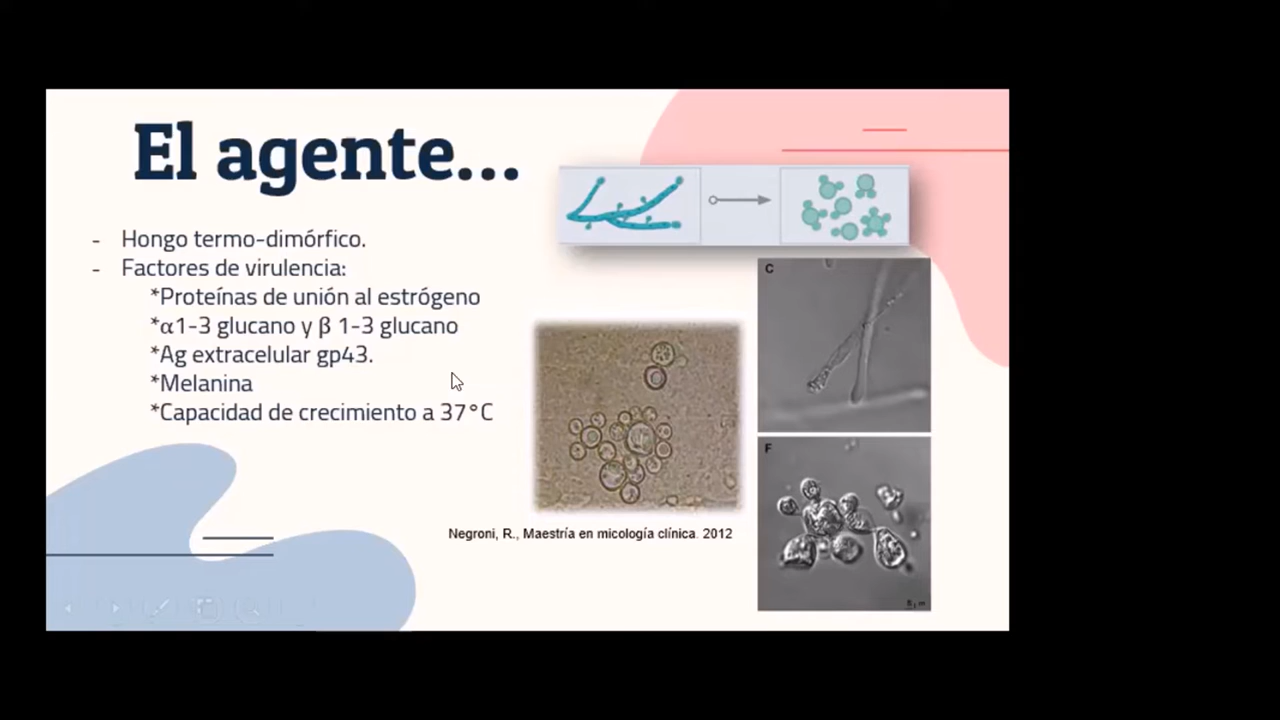 El agente...
- Hongo termo-dimórfico.
- Factores de virulencia:
*Proteínas de unión al estrógeno
*α1-3 glucano y β 1-3 glucano
*Ag extracelular gp43.
*Melanina
*Capacidad de crecimiento a 37°C
C
F
Negroni, R., Maestría en micología clínica. 2012